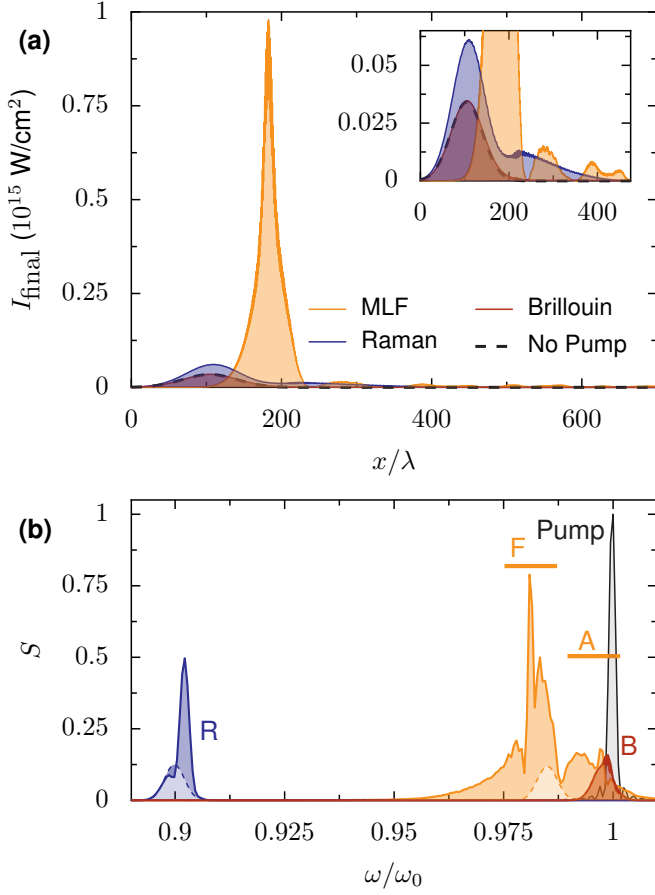 (a)
I_final (10^15 W/cm^2)
1
0.75
0.5
0.25
0
0 200 400 600
x/λ
0.05
0.025
0
0 200 400
MLF Brillouin
Raman No Pump
(b)
S
1
0.75
0.5
0.25
0
Pump
F
A
R
B
0.9 0.925 0.95 0.975 1
ω/ω_0